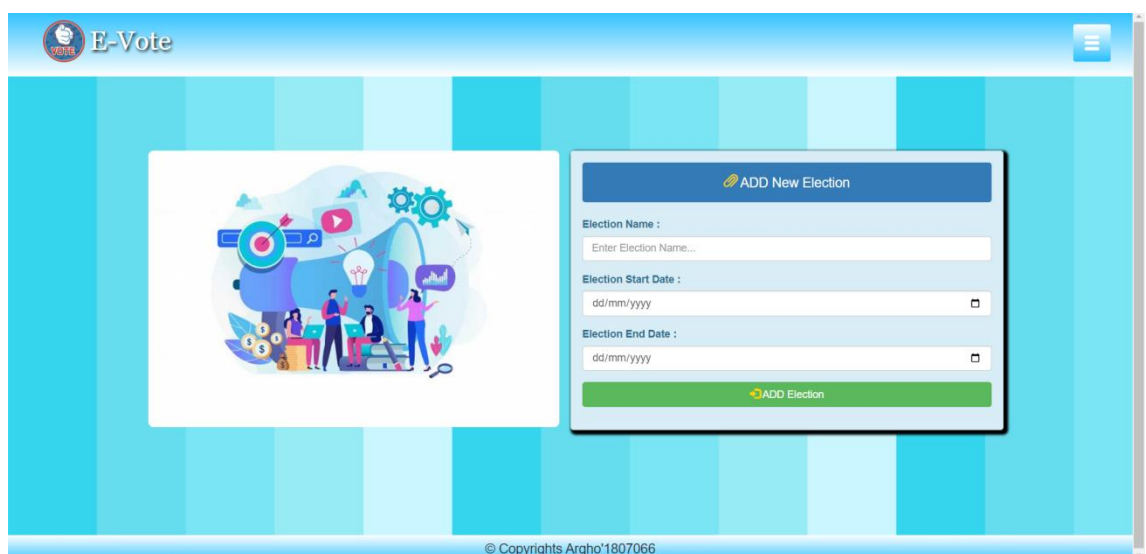 VOTE
E-Vote
ADD New Election
Election Name :
Enter Election Name...
Election Start Date :
dd/mm/yyyy
Election End Date :
dd/mm/yyyy
ADD Election
© Copyrights Argho'1807066